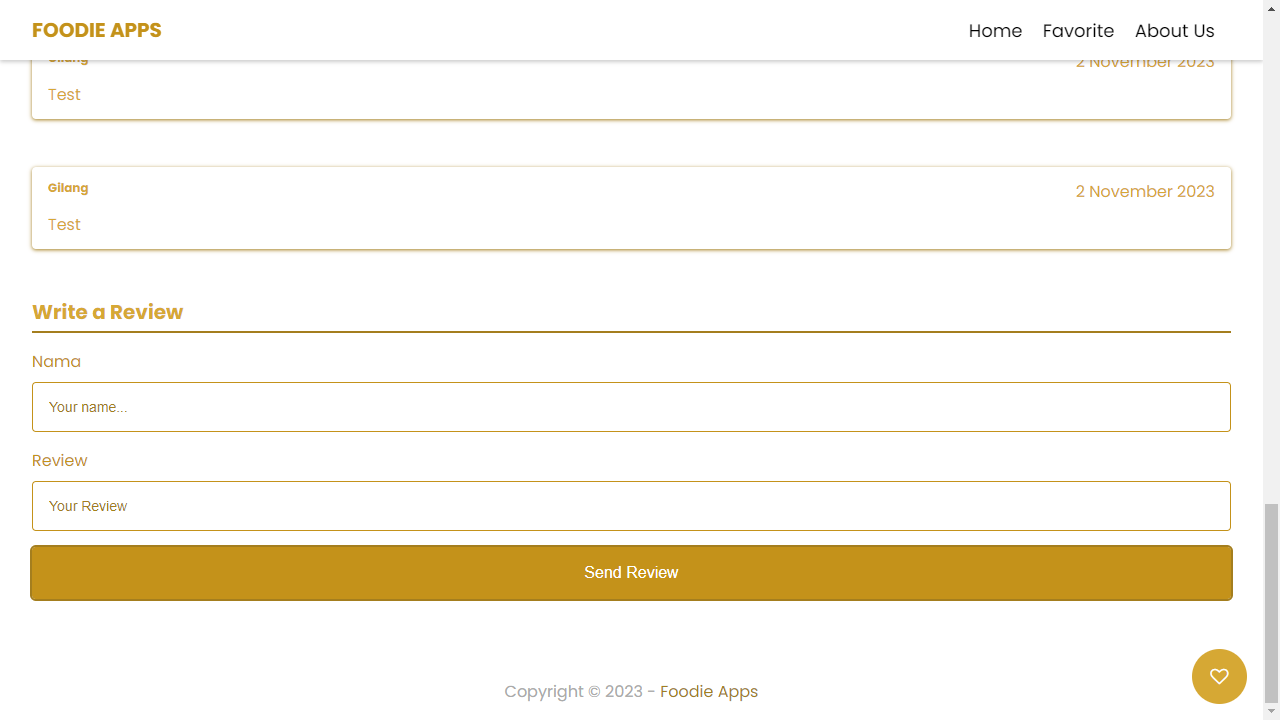 FOODIE APPS
Home Favorite About Us
Gilang
2 November 2023
Test
Gilang
2 November 2023
Test
Write a Review
Nama
Your name...
Review
Your Review
Send Review
Copyright © 2023 - Foodie Apps